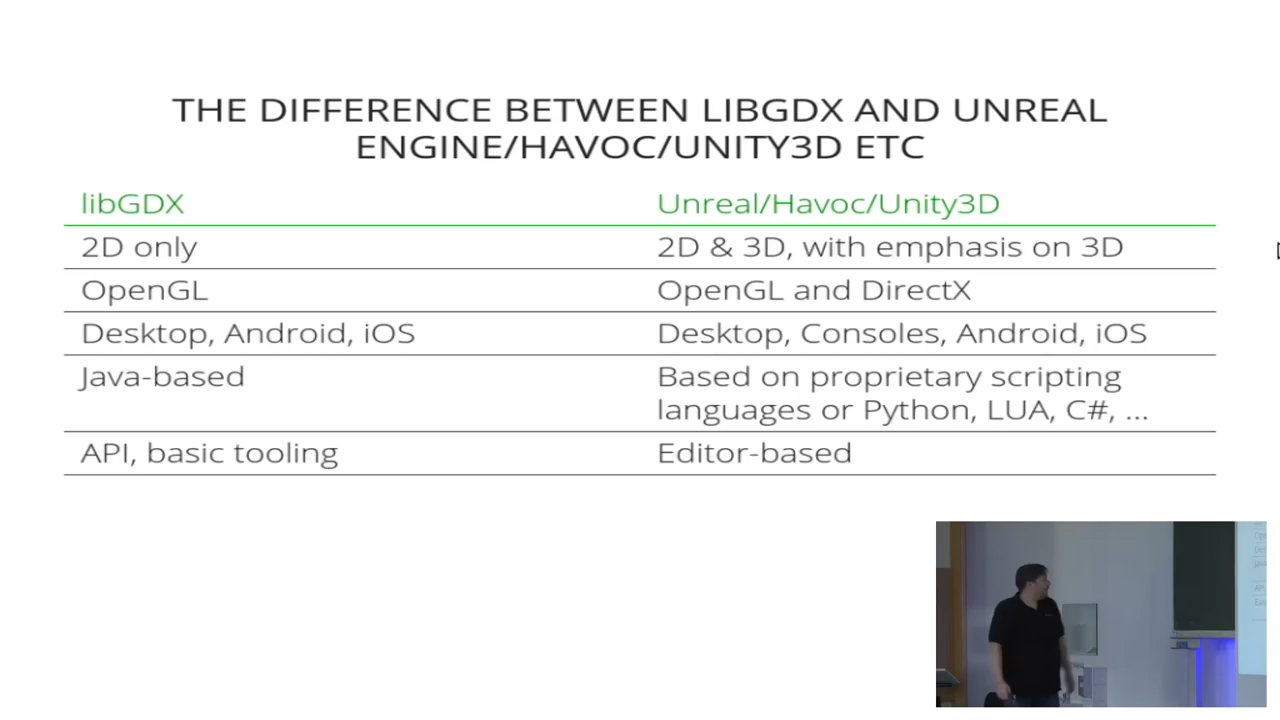 THE DIFFERENCE BETWEEN LIBGDX AND UNREAL
ENGINE/HAVOC/UNITY3D ETC
libGDX Unreal/Havoc/Unity3D
2D only 2D & 3D, with emphasis on 3D
OpenGL OpenGL and DirectX
Desktop, Android, iOS Desktop, Consoles, Android, iOS
Java-based Based on proprietary scripting
languages or Python, LUA, C#, ...
API, basic tooling Editor-based